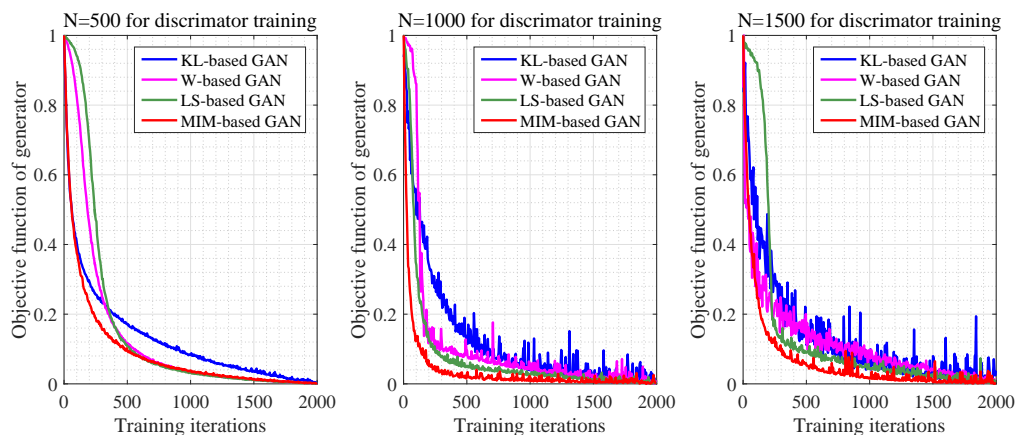 N=500 for discrimator training
Objective function of generator
1
0.8
0.6
0.4
0.2
0
KL-based GAN
W-based GAN
LS-based GAN
MIM-based GAN
0 500 1000 1500 2000
Training iterations
N=1000 for discrimator training
Objective function of generator
1
0.8
0.6
0.4
0.2
0
KL-based GAN
W-based GAN
LS-based GAN
MIM-based GAN
0 500 1000 1500 2000
Training iterations
N=1500 for discrimator training
Objective function of generator
1
0.8
0.6
0.4
0.2
0
KL-based GAN
W-based GAN
LS-based GAN
MIM-based GAN
0 500 1000 1500 2000
Training iterations